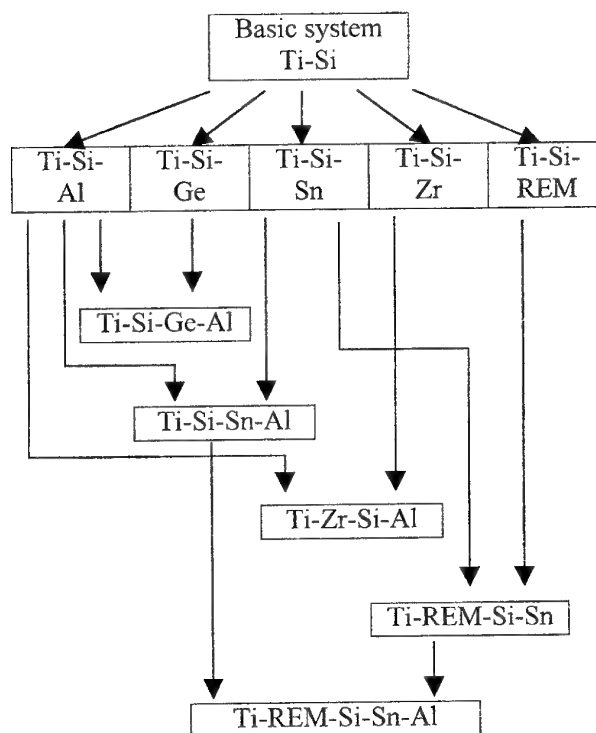 Basic system
Ti-Si
Ti-Si-
Al
Ti-Si-
Ge
Ti-Si-
Sn
Ti-Si-
Zr
Ti-Si-
REM
Ti-Si-Ge-Al
Ti-Si-Sn-Al
Ti-Zr-Si-Al
Ti-REM-Si-Sn
Ti-REM-Si-Sn-Al